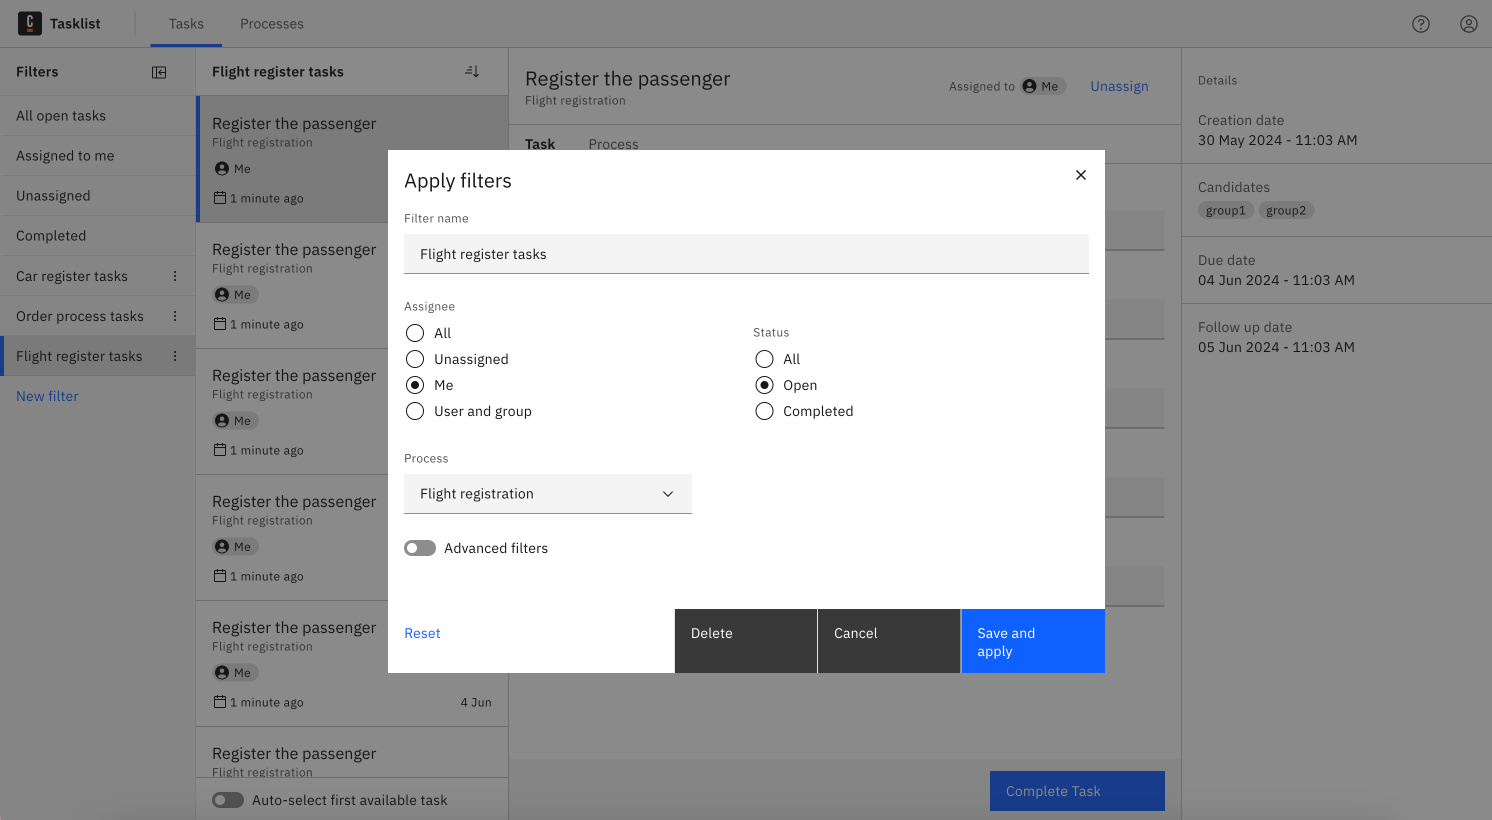 Tasklist
Tasks
Processes
Filters
All open tasks
Assigned to me
Unassigned
Completed
Car register tasks
Order process tasks
Flight register tasks
New filter
Flight register tasks
Register the passenger
Flight registration
Me
1 minute ago
Register the passenger
Flight registration
Me
1 minute ago
Register the passenger
Flight registration
Me
1 minute ago
Register the passenger
Flight registration
Me
1 minute ago
Register the passenger
Flight registration
Me
1 minute ago 4 Jun
Register the passenger
Flight registration
Auto-select first available task
Register the passenger
Flight registration
Assigned to Me
Unassign
Task
Process
Apply filters
Filter name
Flight register tasks
Assignee
All
Unassigned
Me
User and group
Status
All
Open
Completed
Process
Flight registration
Advanced filters
Reset
Delete
Cancel
Save and
apply
Complete Task
Details
Creation date
30 May 2024 - 11:03 AM
Candidates
group1 group2
Due date
04 Jun 2024 - 11:03 AM
Follow up date
05 Jun 2024 - 11:03 AM